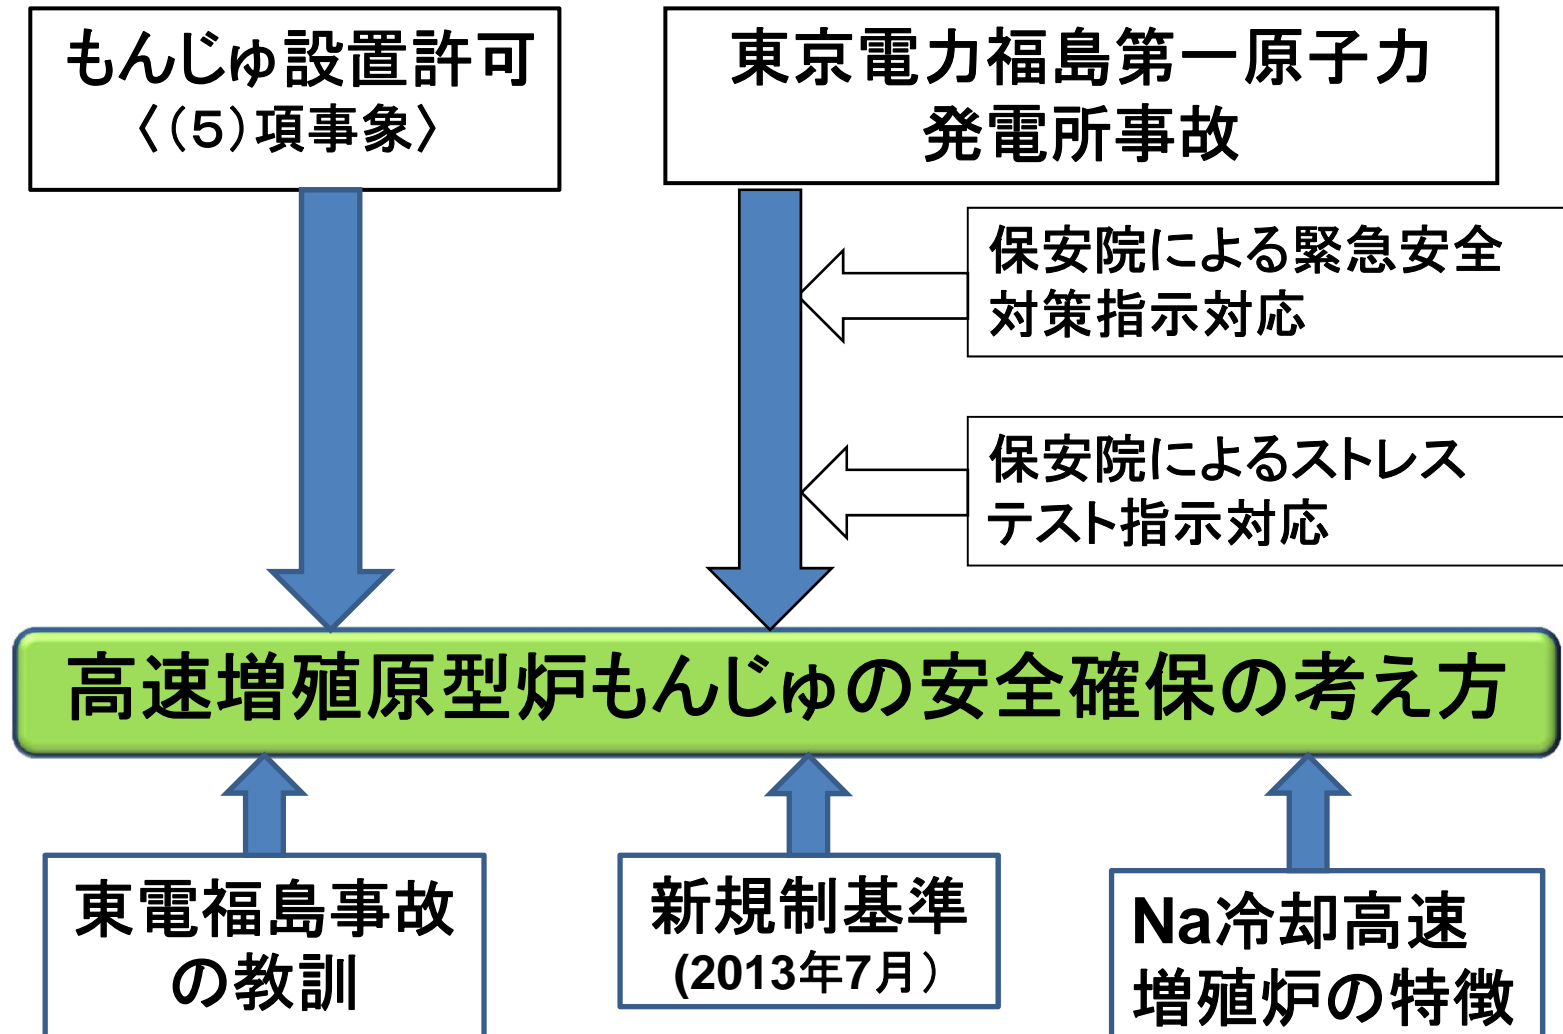 もんじゅ設置許可
〈(5)項事象〉
東京電力福島第一原子力
発電所事故
保安院による緊急安全
対策指示対応
保安院によるストレス
テスト指示対応
高速増殖原型炉もんじゅの安全確保の考え方
東電福島事故
の教訓
新規制基準
(2013年7月)
Na冷却高速
増殖炉の特徴